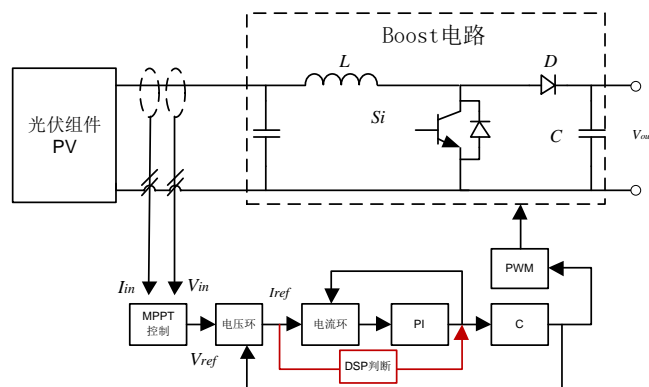 Boost电路
L
D
光伏组件
PV
Si
C
Vou
PWM
Iin
Vin
Iref
MPPT
控制
电压环
电流环
PI
C
Vref
DSP判断